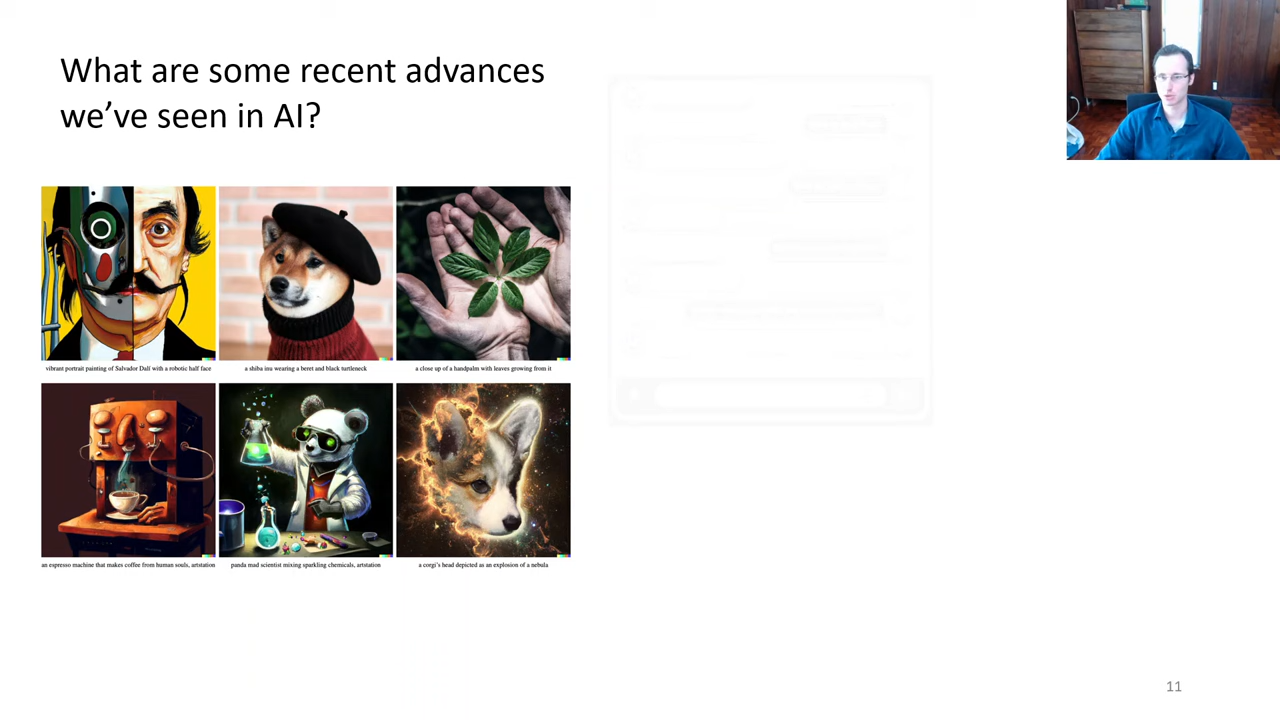 What are some recent advances
we’ve seen in AI?
vibrant portrait painting of Salvador Dalí with a robotic half face
a shiba inu wearing a beret and black turtleneck
a close up of a handpalm with leaves growing from it
an espresso machine that makes coffee from human souls, artstation
panda mad scientist mixing sparkling chemicals, artstation
a corgi’s head depicted as an explosion of a nebula
11